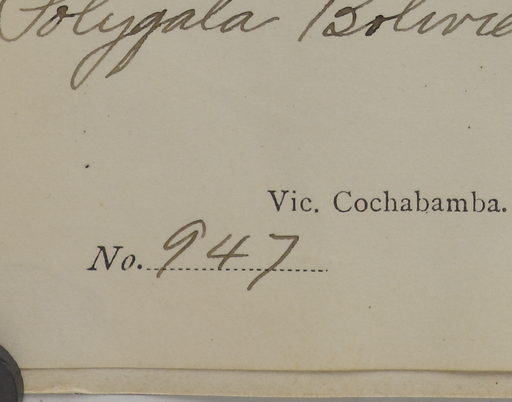 Polygala Bolivie
Vic. Cochabamba.
No. 947